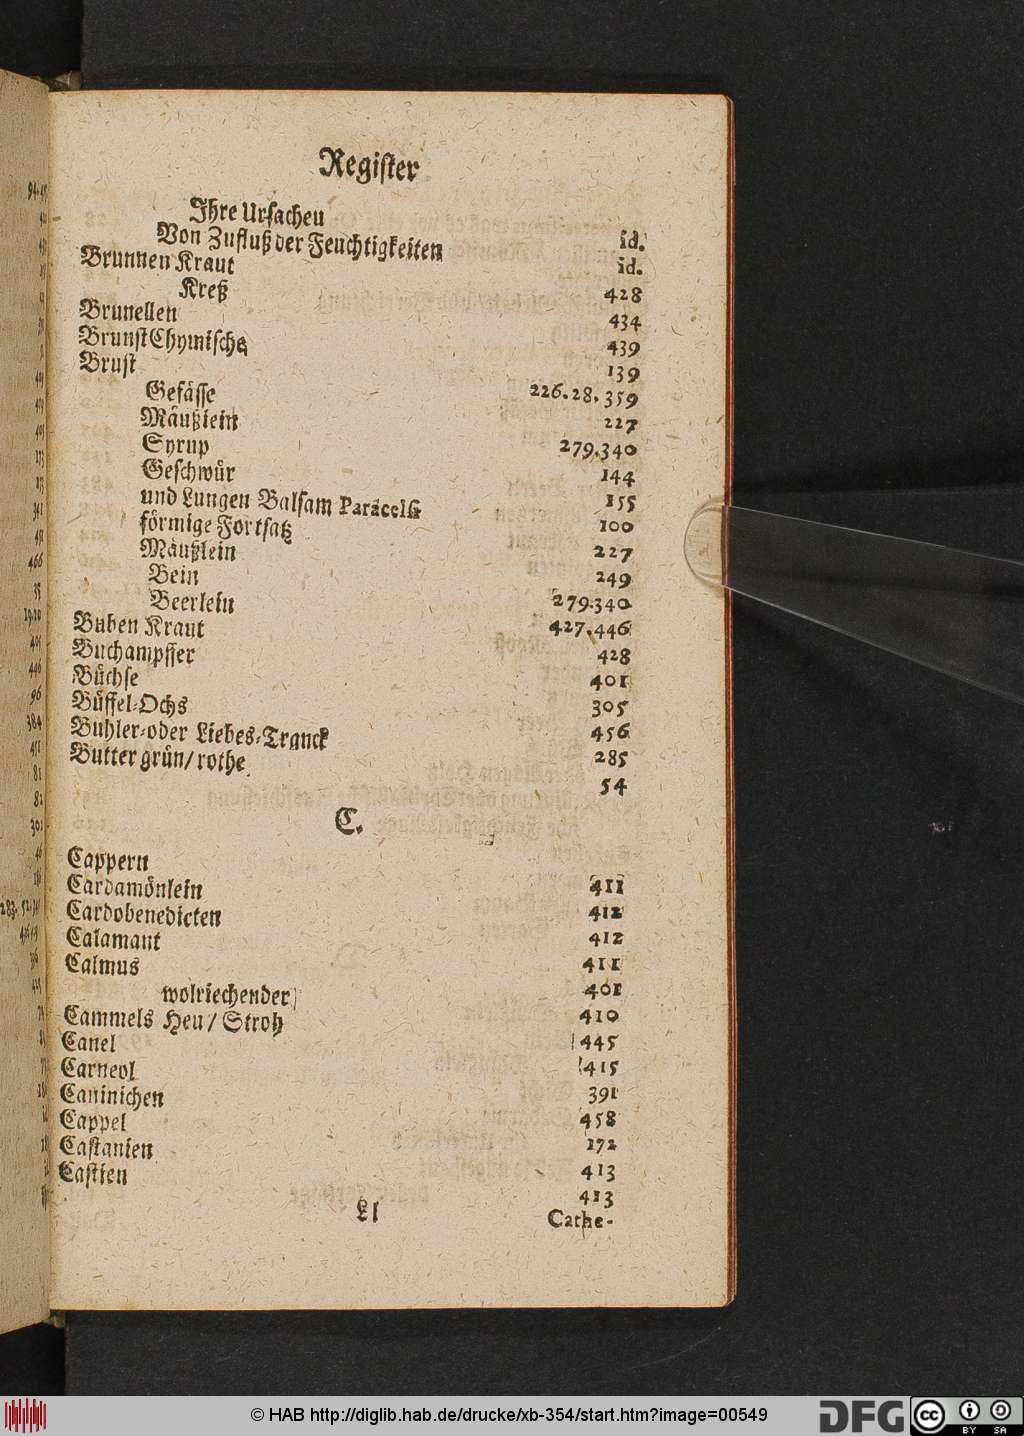 Register
Ihre Ursachen id.
Von Zufluß der Feuchtigkeiten id.
Brunnen Kraut 428
Kreß 434
Brunellen 439
Brunst Chymische 139
Brust 226.28.359
Gefässe 227
Mäußlein 279.340
Syrup 144
Geschwür 155
und Lungen Balsam Paracelsi 100
förmige Fortsatz 227
Mäußlein 249
Bein 279.340
Beerlein 427.446
Buben Kraut 428
Buchampffer 401
Büchse 305
Büffel-Ochs 456
Buhler-oder Liebes-Tranck 285
Butter grün/ rothe 54
C.
Cappern 411
Cardamönlein 412
Cardobenedicten 412
Calamant 411
Calmus 401
wolriechender 410
Cammels Heu / Stroh 445
Canel 415
Carneol 391
Caninichen 458
Cappel 172
Castanien 413
Castien 413
Ll Cathe-
© HAB http://diglib.hab.de/drucke/xb-354/start.htm?image=00549
DFG
cc BY SA